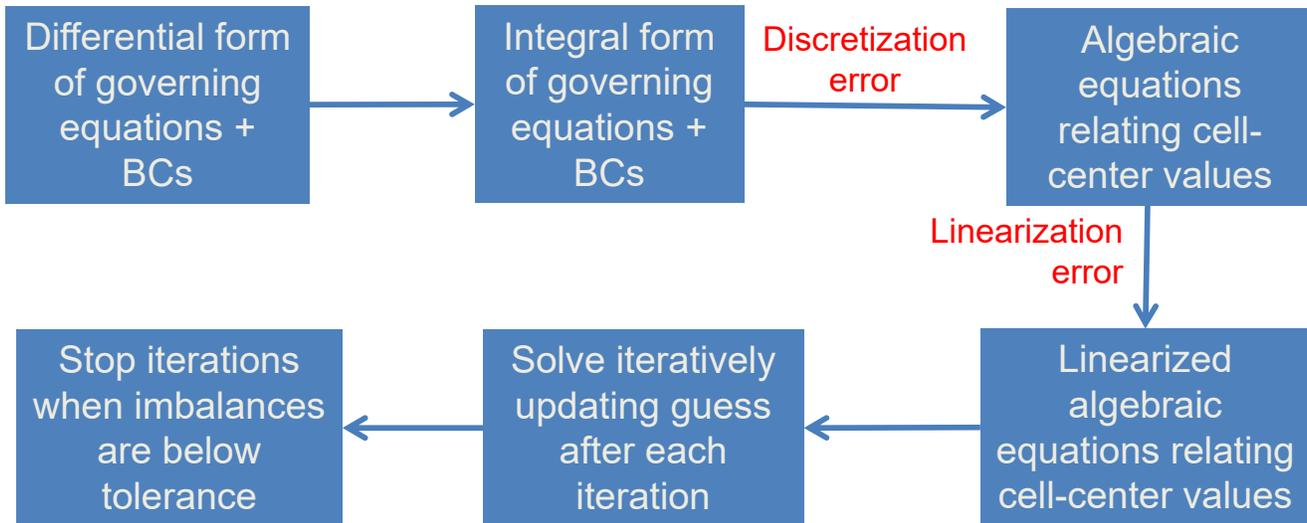 Differential form
of governing
equations +
BCs
Integral form
of governing
equations +
BCs
Discretization
error
Algebraic
equations
relating cell-
center values
Linearization
error
Linearized
algebraic
equations relating
cell-center values
Solve iteratively
updating guess
after each
iteration
Stop iterations
when imbalances
are below
tolerance